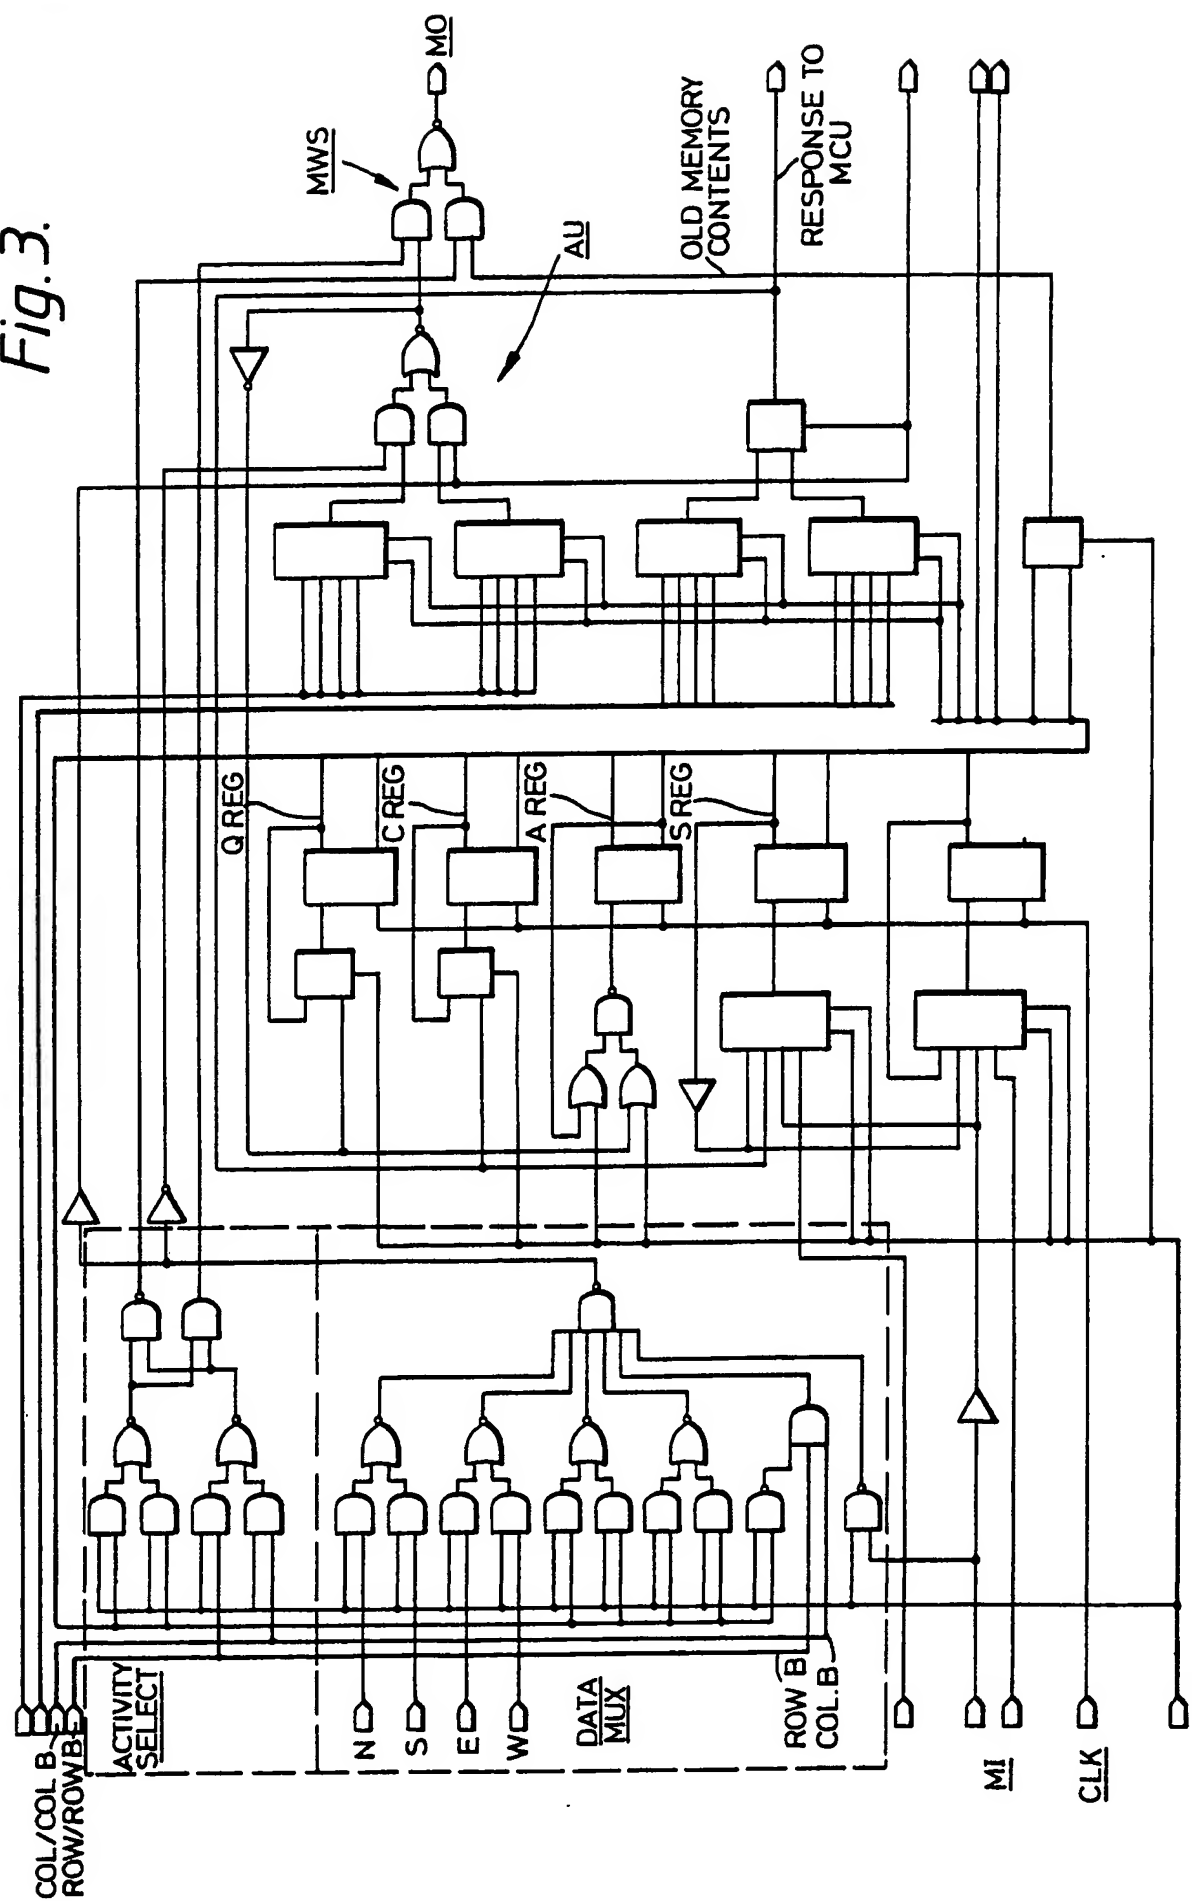 Fig. 3.
MO
MWS
AU
OLD MEMORY
CONTENTS
RESPONSE TO
MCU
Q REG
C REG
A REG
S REG
COL/COL B
ROW/ROW B
ACTIVITY
SELECT
N
S
E
W
DATA
MUX
ROW B
COL.B
MI
CLK